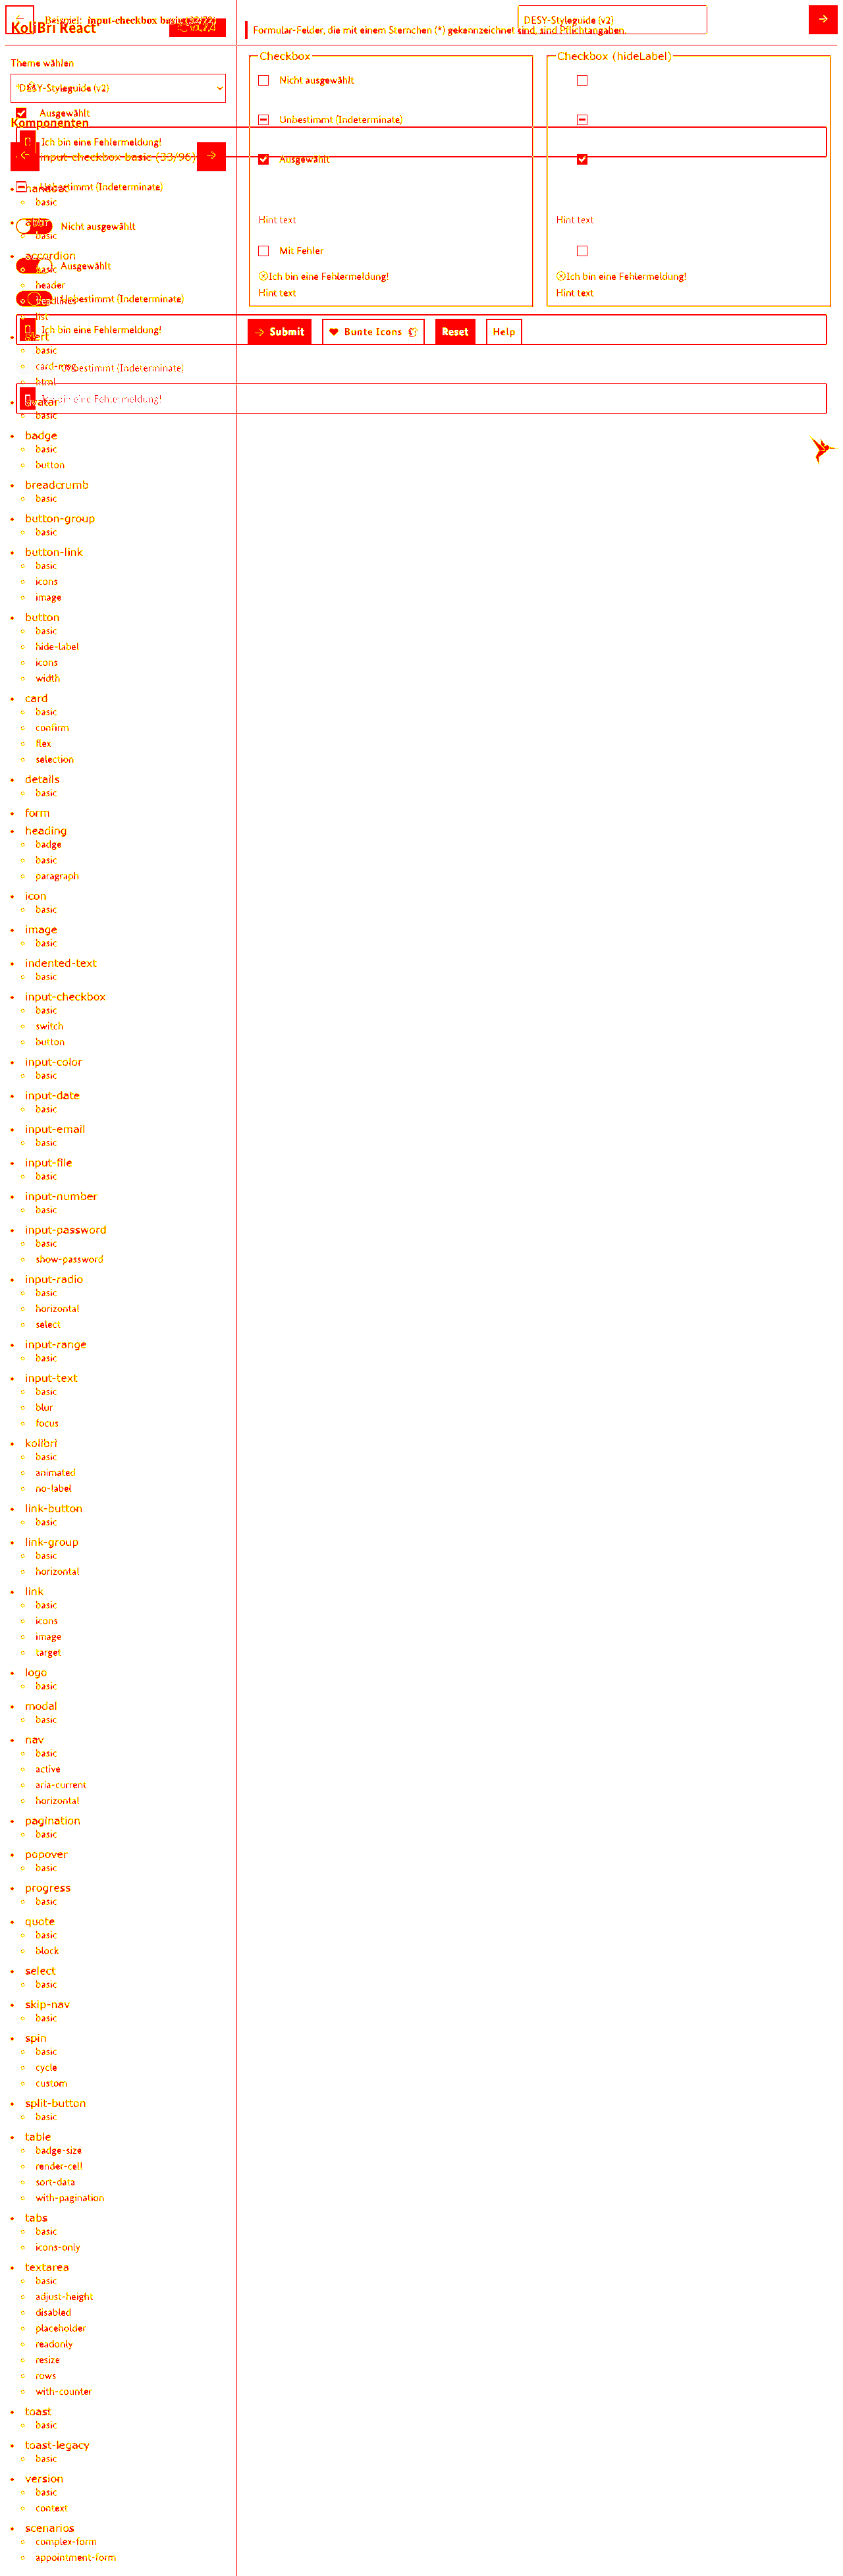 Beispiel: input-checkbox basic
KoliBri React
DESY-Styleguide (v2)
Formular-Felder, die mit einem Sternchen (*) gekennzeichnet sind, sind Pflichtangaben.
Theme wählen
DESY-Styleguide (v2)
Ausgewählt
Komponenten
Ich bin eine Fehlermeldung!
input-checkbox basic (33/96)
Unbestimmt (Indeterminate)
Nicht ausgewählt
Ausgewählt
Unbestimmt (Indeterminate)
Ich bin eine Fehlermeldung!
Unbestimmt (Indeterminate)
Ich bin eine Fehlermeldung!
Checkbox
Nicht ausgewählt
Unbestimmt (Indeterminate)
Ausgewählt
Hint text
Mit Fehler
Ich bin eine Fehlermeldung!
Hint text
Checkbox (hideLabel)
Hint text
Ich bin eine Fehlermeldung!
Hint text
Submit
Bunte Icons
Reset
Help
handout
basic
basic
accordion
basic
header
headlines
list
basic
html
avatar
basic
badge
basic
button
breadcrumb
basic
button-group
basic
button-link
basic
icons
image
button
basic
hide-label
icons
width
card
basic
confirm
flex
selection
details
basic
form
heading
badge
basic
paragraph
icon
basic
image
basic
indented-text
basic
input-checkbox
basic
switch
button
input-color
basic
input-date
basic
input-email
basic
input-file
basic
input-number
basic
input-password
basic
show-password
input-radio
basic
horizontal
select
input-range
basic
input-text
basic
blur
focus
kolibri
basic
animated
no-label
link-button
basic
link-group
basic
horizontal
link
basic
icons
image
target
logo
basic
modal
basic
nav
basic
active
aria-current
horizontal
pagination
basic
popover
basic
progress
basic
quote
basic
block
select
basic
skip-nav
basic
spin
basic
cycle
custom
split-button
basic
table
badge-size
render-cell
sort-data
with-pagination
tabs
basic
icons-only
textarea
basic
adjust-height
disabled
placeholder
readonly
resize
rows
with-counter
toast
basic
toast-legacy
basic
version
basic
context
scenarios
complex-form
appointment-form